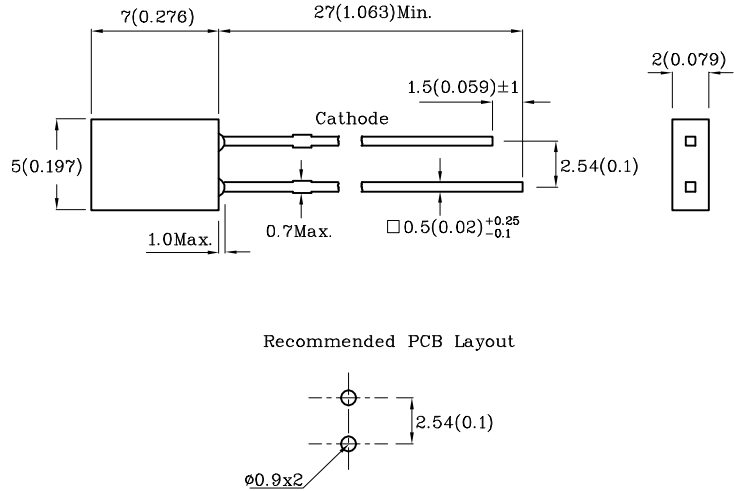 7(0.276)
27(1.063)Min.
2(0.079)
1.5(0.059)±1
Cathode
5(0.197)
2.54(0.1)
1.0Max.
0.7Max.
□0.5(0.02)+0.25
-0.1
Recommended PCB Layout
2.54(0.1)
ø0.9x2